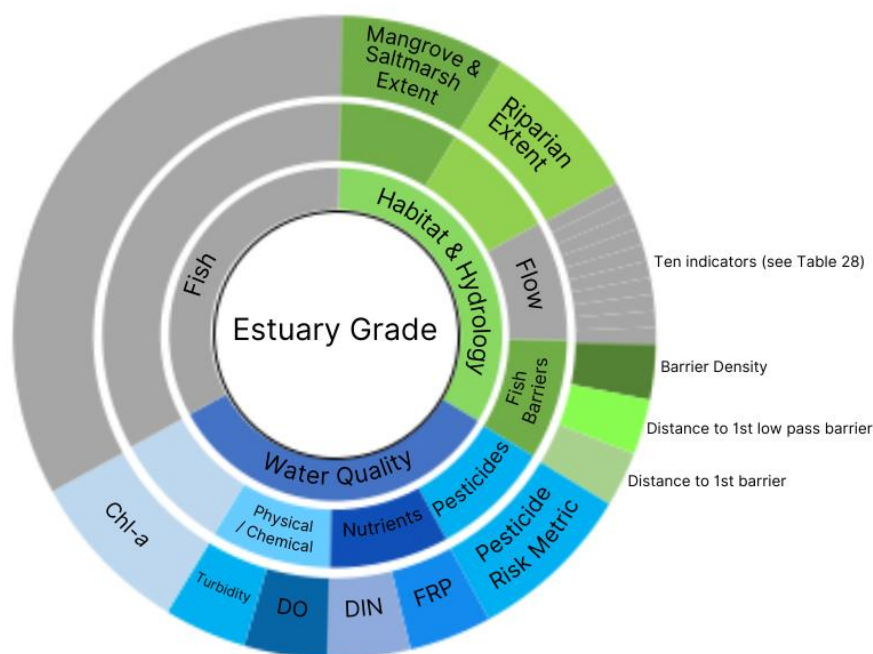 Mangrove &
Saltmarsh
Extent
Riparian
Extent
Habitat & Hydrology
Fish
Flow
Ten indicators (see Table 28)
Estuary Grade
Barrier Density
Fish
Barriers
Distance to 1st low pass barrier
Distance to 1st barrier
Water Quality
Pesticides
Pesticide
Risk Metric
Physical
/ Chemical
Nutrients
Chl-a
Turbidity
DO
DIN
FRP